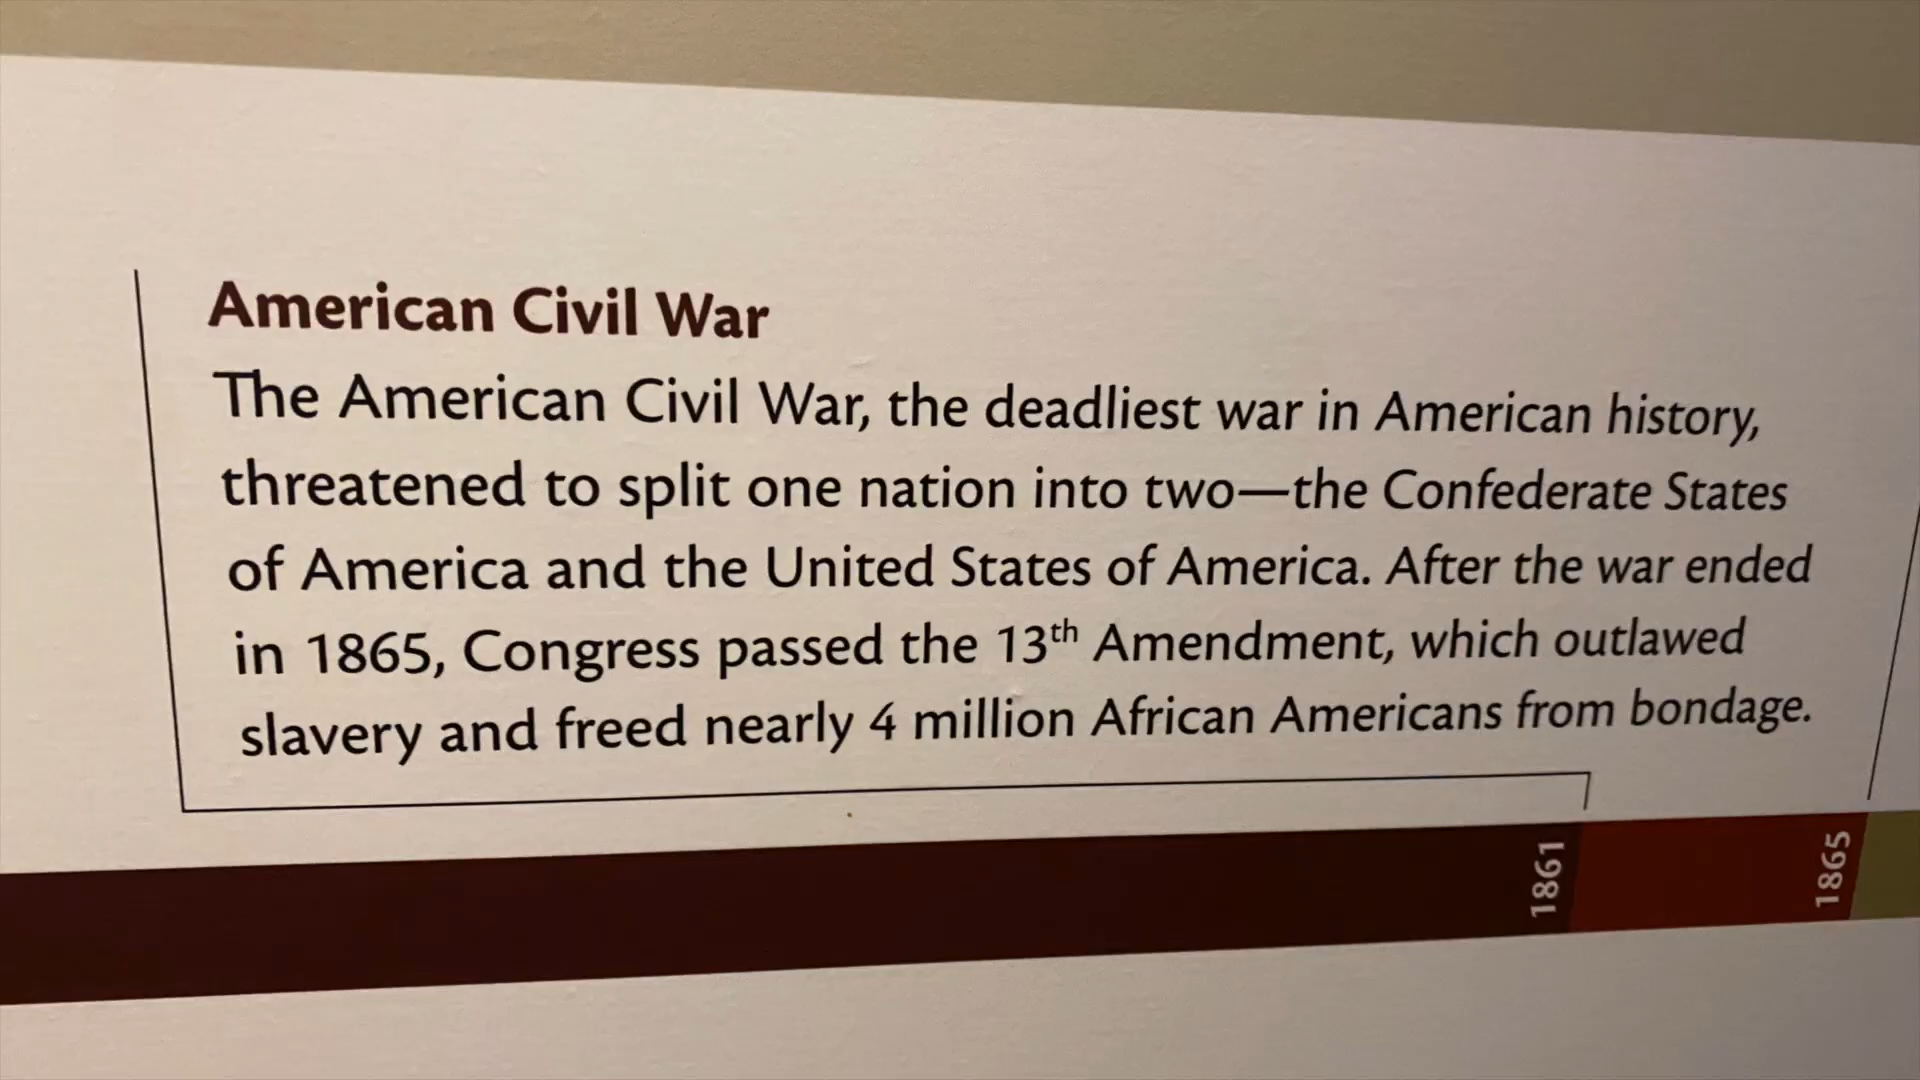 American Civil War
The American Civil War, the deadliest war in American history,
threatened to split one nation into two—the Confederate States
of America and the United States of America. After the war ended
in 1865, Congress passed the 13th Amendment, which outlawed
slavery and freed nearly 4 million African Americans from bondage.
1861
1865